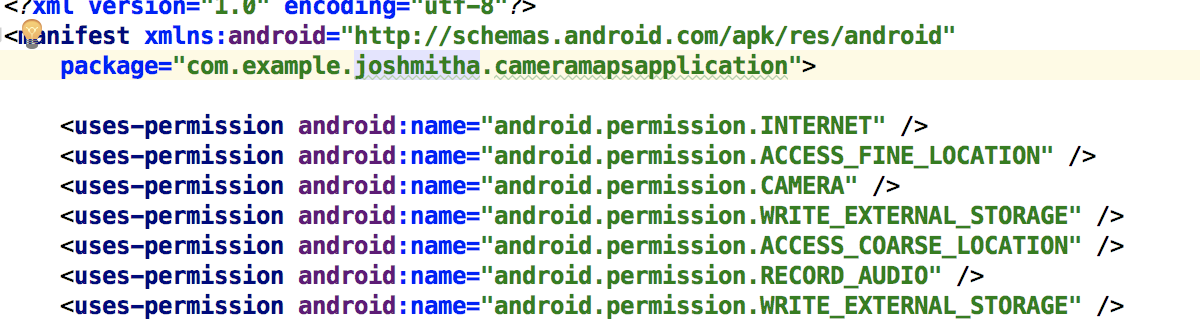 <?xml version="1.0" encoding="utf-8"?>
<manifest xmlns:android="http://schemas.android.com/apk/res/android"
package="com.example.joshmitha.cameramapsapplication">
<uses-permission android:name="android.permission.INTERNET" />
<uses-permission android:name="android.permission.ACCESS_FINE_LOCATION" />
<uses-permission android:name="android.permission.CAMERA" />
<uses-permission android:name="android.permission.WRITE_EXTERNAL_STORAGE" />
<uses-permission android:name="android.permission.ACCESS_COARSE_LOCATION" />
<uses-permission android:name="android.permission.RECORD_AUDIO" />
<uses-permission android:name="android.permission.WRITE_EXTERNAL_STORAGE" />